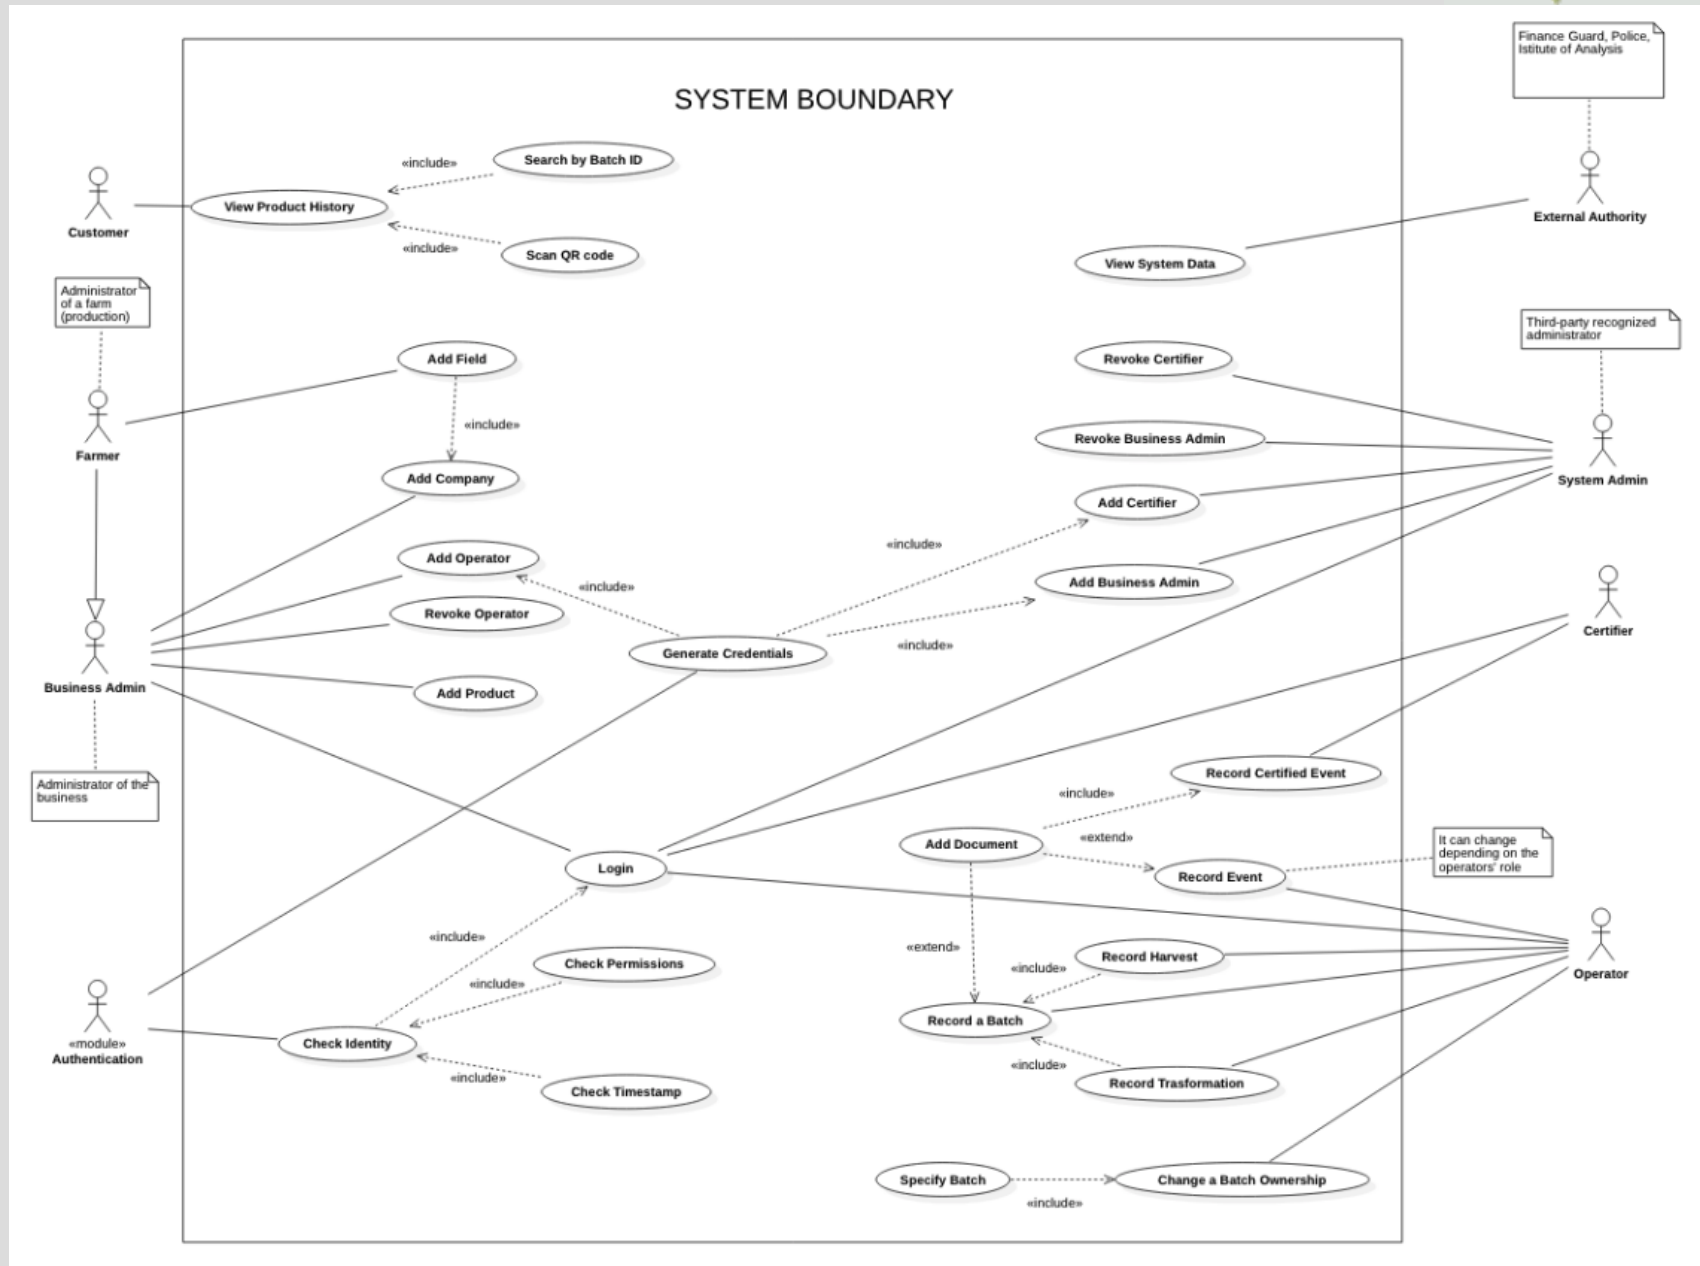 Finance Guard, Police,
Istitute of Analysis
SYSTEM BOUNDARY
«include»
Search by Batch ID
View Product History
Customer
«include»
Scan QR code
External Authority
View System Data
Administrator
of a farm
(production)
Third-party recognized
administrator
Add Field
Revoke Certifier
«include»
Farmer
Revoke Business Admin
Add Company
System Admin
Add Certifier
«include»
Add Operator
«include»
Add Business Admin
Revoke Operator
Certifier
«include»
Generate Credentials
Business Admin
Add Product
Administrator of the
business
Record Certified Event
«include»
«extend»
Add Document
It can change
depending on the
operators' role
Login
Record Event
«include»
«extend»
Record Harvest
Check Permissions
«include»
Operator
«include»
Record a Batch
«module»
Authentication
Check Identity
«include»
«include»
Record Trasformation
Check Timestamp
Specify Batch
Change a Batch Ownership
«include»